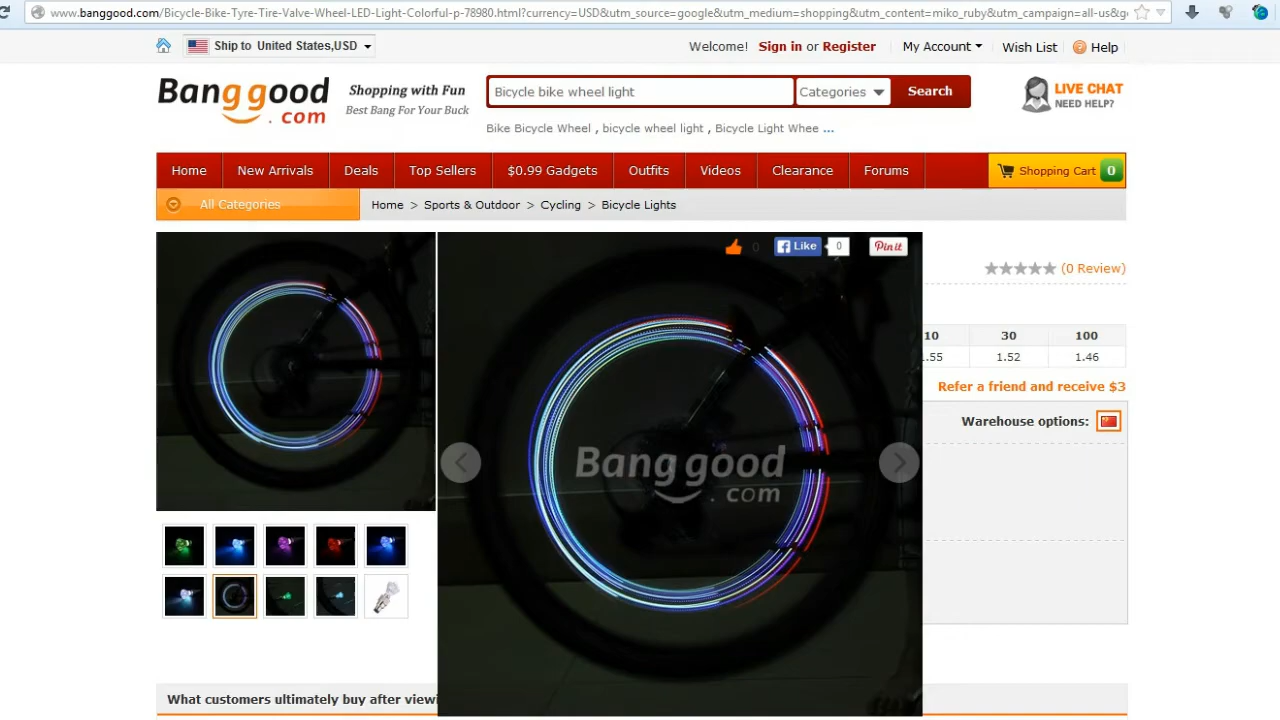 www.banggood.com/Bicycle-Bike-Tyre-Tire-Valve-Wheel-LED-Light-Colorful-p-78980.html?currency=USD&utm_source=google&utm_medium=shopping&utm_content=miko_ruby&utm_campaign=all-us&g
Ship to United States,USD
Welcome! Sign in or Register My Account Wish List Help
Banggood.com
Shopping with Fun
Best Bang For Your Buck
Bicycle bike wheel light Categories Search
LIVE CHAT
NEED HELP?
Bike Bicycle Wheel , bicycle wheel light , Bicycle Light Whee ...
Home New Arrivals Deals Top Sellers $0.99 Gadgets Outfits Videos Clearance Forums Shopping Cart 0
All Categories
Home > Sports & Outdoor > Cycling > Bicycle Lights
0 Like 0 Pin it
(0 Review)
10 30 100
.55 1.52 1.46
Refer a friend and receive $3
Warehouse options:
Banggood.com
What customers ultimately buy after viewi